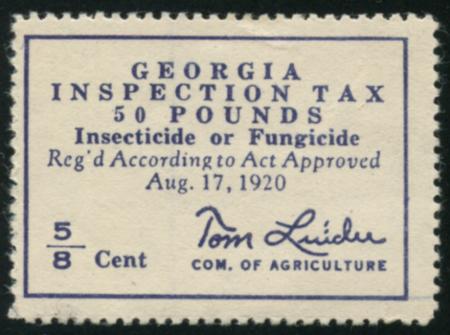 GEORGIA
INSPECTION TAX
50 POUNDS
Insecticide or Fungicide
Reg'd According to Act Approved
Aug. 17, 1920
5/8 Cent
Tom Linder
COM. OF AGRICULTURE